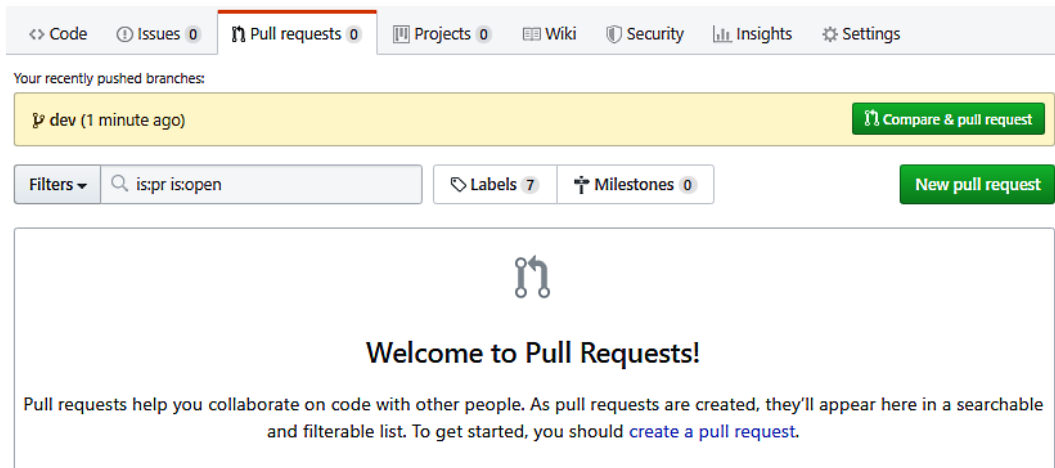 <> Code Issues 0 Pull requests 0 Projects 0 Wiki Security Insights Settings
Your recently pushed branches:
dev (1 minute ago) Compare & pull request
Filters is:pr is:open Labels 7 Milestones 0 New pull request
Welcome to Pull Requests!
Pull requests help you collaborate on code with other people. As pull requests are created, they’ll appear here in a searchable
and filterable list. To get started, you should create a pull request.